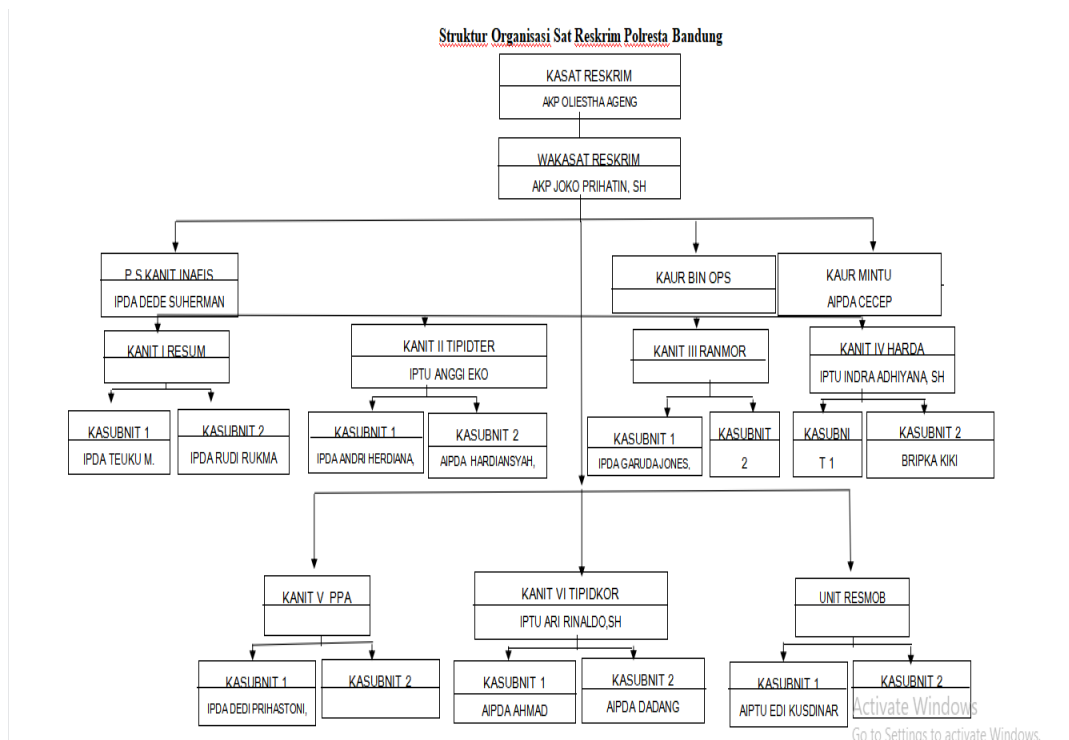 Struktur Organisasi Sat Reskrim Polresta Bandung
KASAT RESKRIM
AKP OLIESTHA AGENG
WAKASAT RESKRIM
AKP JOKO PRIHATIN, SH
P.S KANIT INAFIS
IPDA DEDE SUHERMAN
KAUR BIN OPS
KAUR MINTU
AIPDA CECEP
KANIT I RESUM
KANIT II TIPIDTER
IPTU ANGGI EKO
KANIT III RANMOR
KANIT IV HARDA
IPTU INDRA ADHIYANA, SH
KASUBNIT 1
IPDA TEUKU M.
KASUBNIT 2
IPDA RUDI RUKMA
KASUBNIT 1
IPDA ANDRI HERDIANA,
KASUBNIT 2
AIPDA HARDIANSYAH,
KASUBNIT 1
IPDA GARUDA JONES,
KASUBNIT
2
KASUBNI
T 1
KASUBNIT 2
BRIPKA KIKI
KANIT V PPA
KANIT VI TIPIDKOR
IPTU ARI RINALDO,SH
UNIT RESMOB
KASUBNIT 1
IPDA DEDI PRIHASTONI,
KASUBNIT 2
KASUBNIT 1
AIPDA AHMAD
KASUBNIT 2
AIPDA DADANG
KASUBNIT 1
AIPTU EDI KUSDINAR
KASUBNIT 2
Activate Windows
Go to Settings to activate Windows.